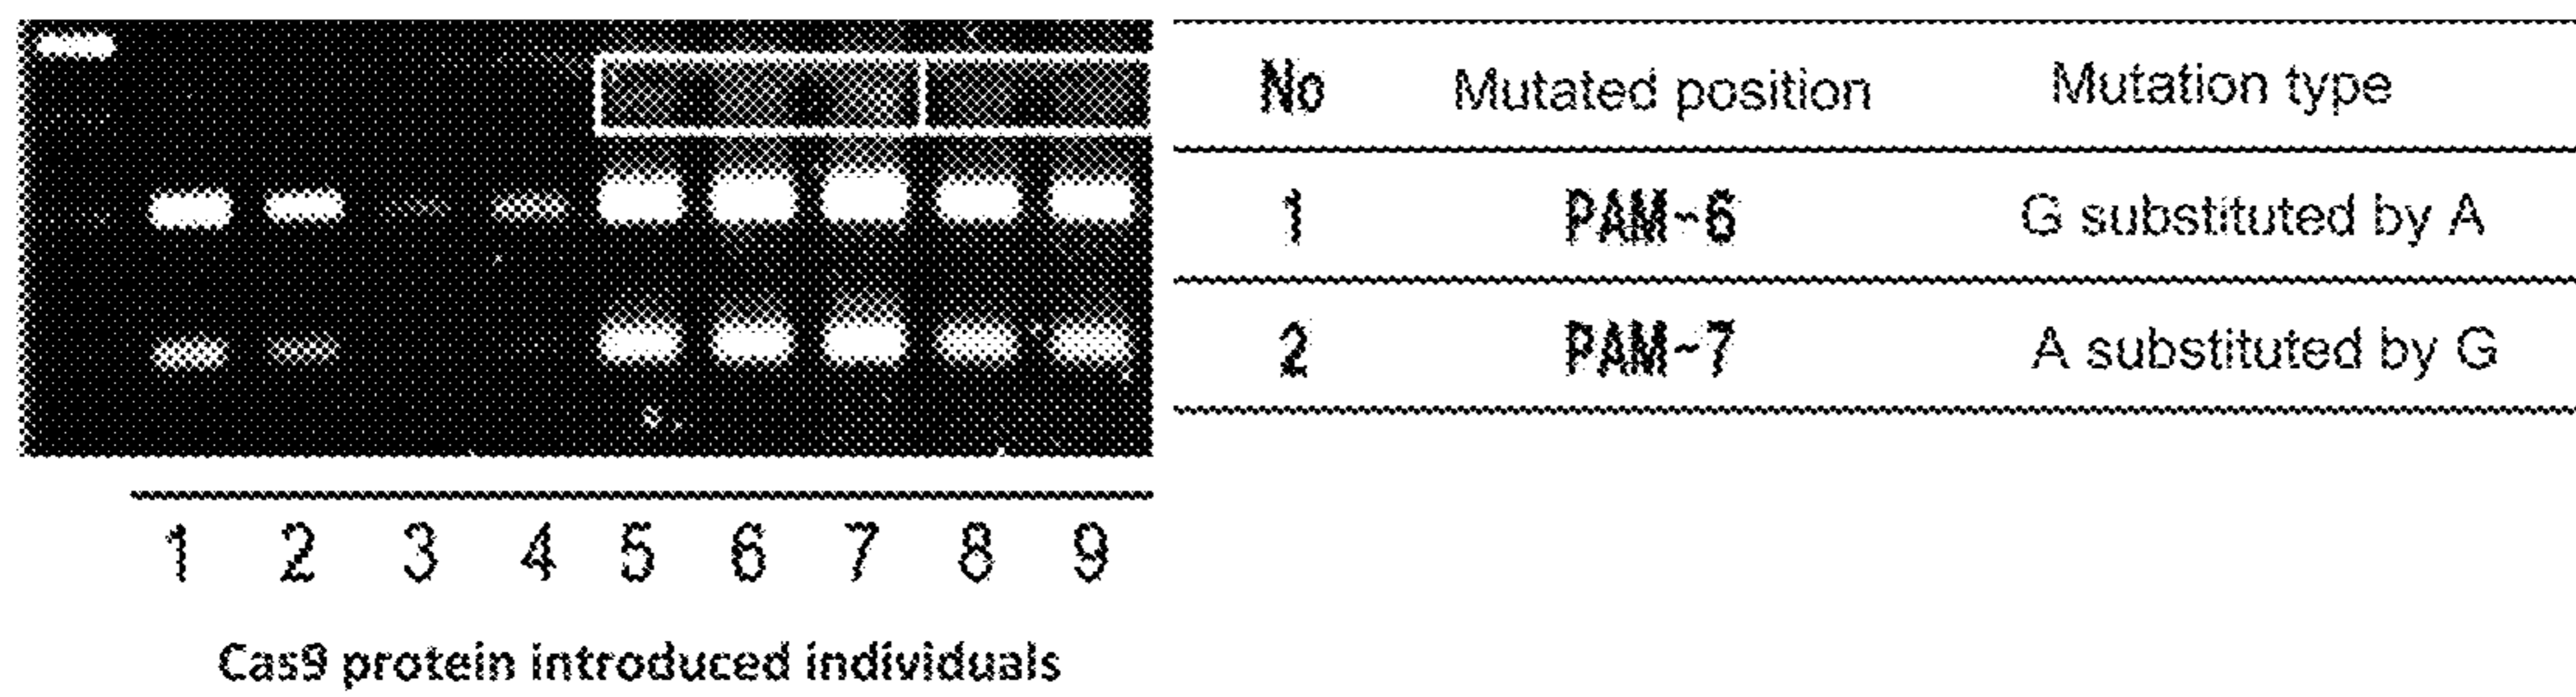 No Mutated position Mutation type
1 PAM-6 G substituted by A
2 PAM-7 A substituted by G
1 2 3 4 5 6 7 8 9
Cas9 protein introduced individuals